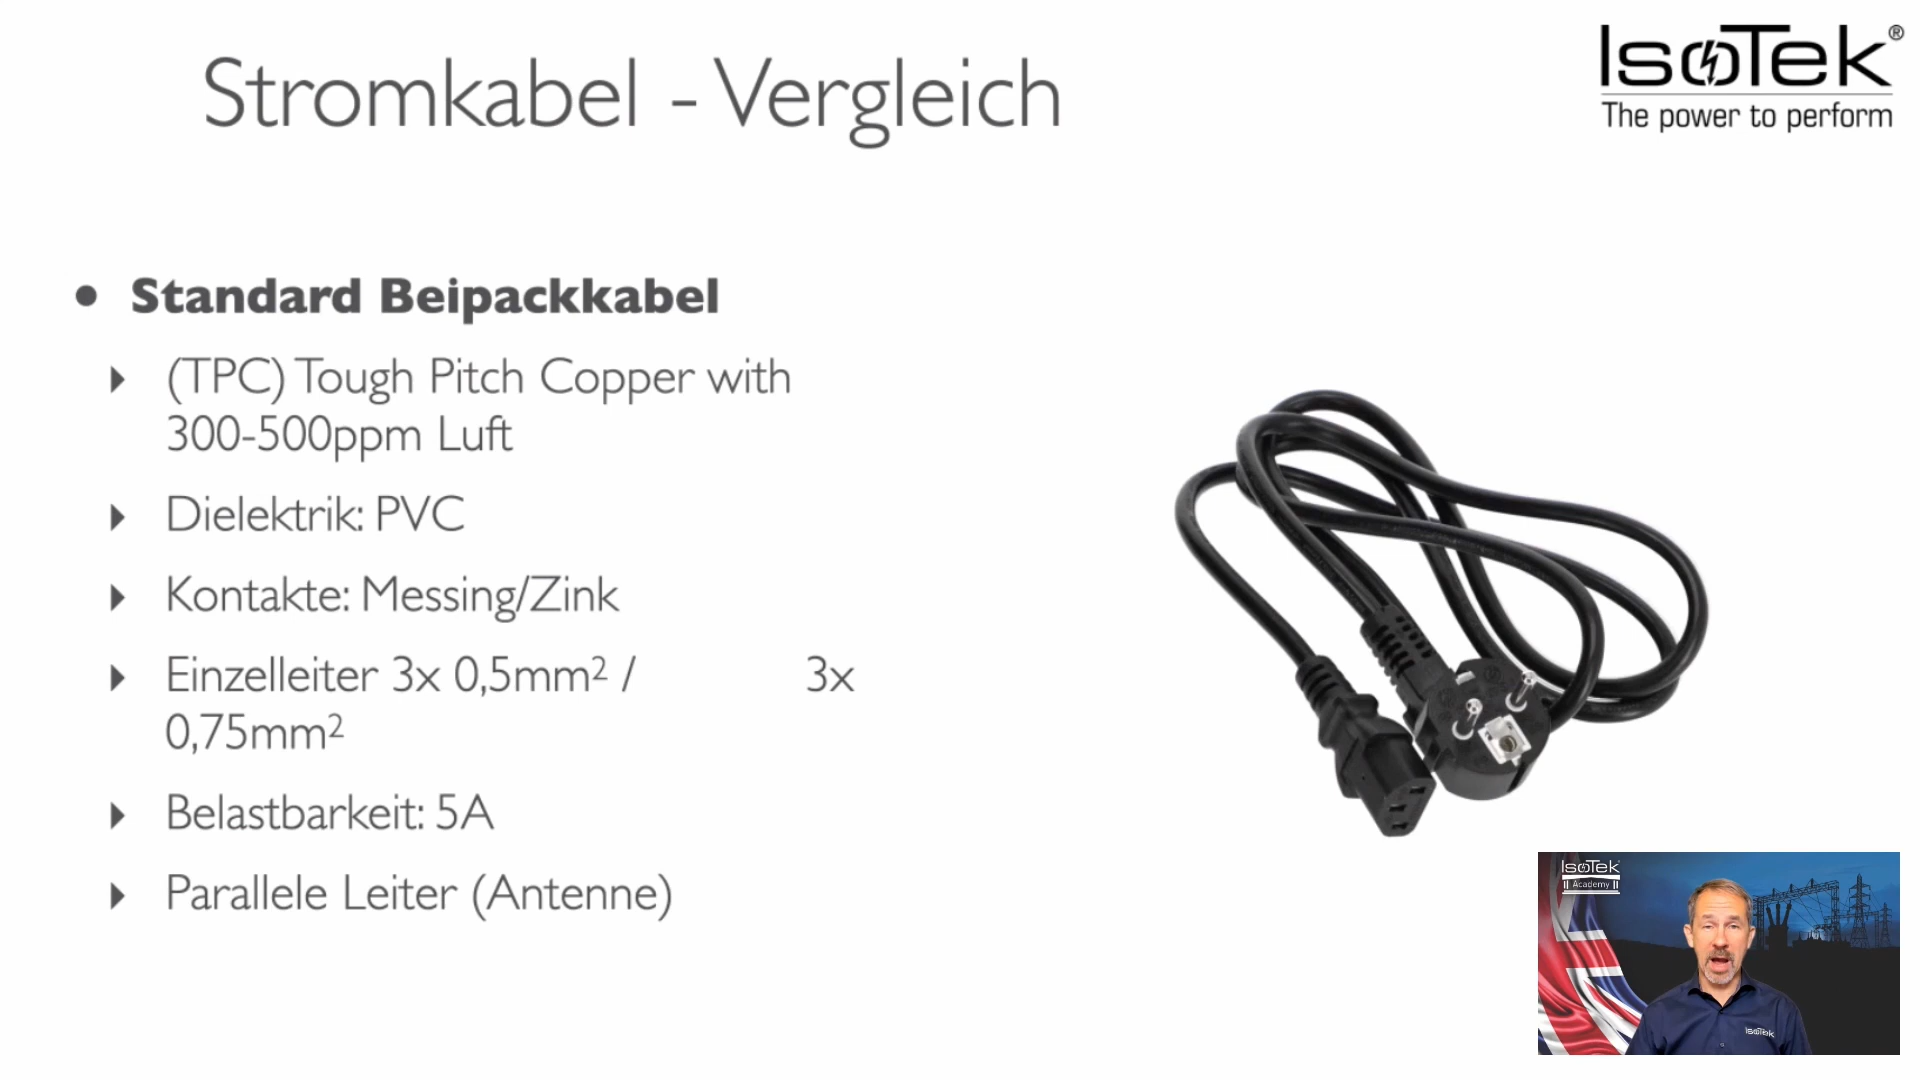 Stromkabel - Vergleich
IsoTek®
The power to perform
• Standard Beipackkabel
(TPC) Tough Pitch Copper with
300-500ppm Luft
Dielektrik: PVC
Kontakte: Messing/Zink
Einzelleiter 3x 0,5mm² / 3x
0,75mm²
Belastbarkeit: 5A
Parallele Leiter (Antenne)
IsoTek
Academy
IsoTek